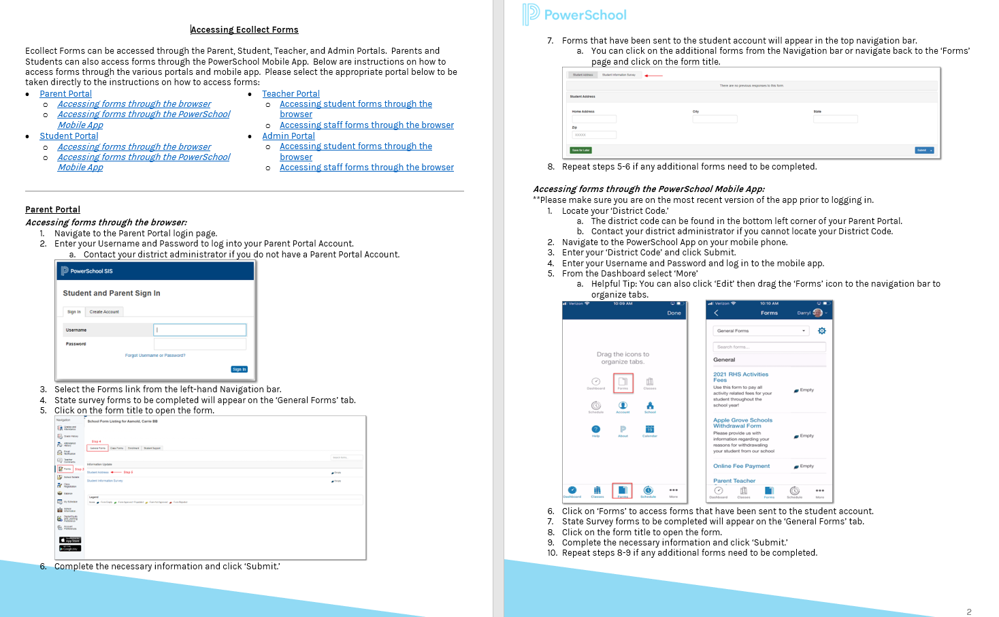 Accessing Ecollect Forms
Ecollect Forms can be accessed through the Parent, Student, Teacher, and Admin Portals. Parents and
Students can also access forms through the PowerSchool Mobile App. Below are instructions on how to
access forms through the various portals and mobile app. Please select the appropriate portal below to be
taken directly to the instructions on how to access forms:
• Parent Portal
o Accessing forms through the browser
o Accessing forms through the PowerSchool
Mobile App
• Student Portal
o Accessing forms through the browser
o Accessing forms through the PowerSchool
Mobile App
• Teacher Portal
o Accessing student forms through the
browser
o Accessing staff forms through the browser
• Admin Portal
o Accessing student forms through the
browser
o Accessing staff forms through the browser
Parent Portal
Accessing forms through the browser:
1. Navigate to the Parent Portal login page.
2. Enter your Username and Password to log into your Parent Portal Account.
a. Contact your district administrator if you do not have a Parent Portal Account.
PowerSchool SIS
Student and Parent Sign In
Sign In Create Account
Username
Password
Forgot Username or Password?
Sign In
3. Select the Forms link from the left-hand Navigation bar.
4. State survey forms to be completed will appear on the ‘General Forms’ tab.
5. Click on the form title to open the form.
Navigation
School Form Listing for Aarnold, Carrie BB
Step 4
General Forms Class Forms Enrollment Student Support
Information Update
Forms Step 3
Student Address Step 5
Student Information Survey
Legend
App Store
Google play
6. Complete the necessary information and click ‘Submit.’
PowerSchool
7. Forms that have been sent to the student account will appear in the top navigation bar.
a. You can click on the additional forms from the Navigation bar or navigate back to the ‘Forms’
page and click on the form title.
Student Address Student Information Survey
There are no previous responses to this form.
Student Address
Home Address City State
Zip
XXXXX
Save for Later Submit
8. Repeat steps 5-6 if any additional forms need to be completed.
Accessing forms through the PowerSchool Mobile App:
**Please make sure you are on the most recent version of the app prior to logging in.
1. Locate your ‘District Code.’
a. The district code can be found in the bottom left corner of your Parent Portal.
b. Contact your district administrator if you cannot locate your District Code.
2. Navigate to the PowerSchool App on your mobile phone.
3. Enter your ‘District Code’ and click Submit.
4. Enter your Username and Password and log in to the mobile app.
5. From the Dashboard select ‘More’
a. Helpful Tip: You can also click ‘Edit’ then drag the ‘Forms’ icon to the navigation bar to
organize tabs.
Verizon 10:09 AM
Done
Drag the icons to
organize tabs.
Dashboard Forms Classes
Schedule Account School
Help About Calendar
Dashboard Classes Forms Schedule More
Verizon 10:10 AM
Forms Darryl
General Forms
Search forms...
General
2021 RHS Activities
Fees
Use this form to pay all
activity related fees for your
student throughout the
school year!
Empty
Apple Grove Schools
Withdrawal Form
Please provide us with
information regarding your
reasons for withdrawaling
your student from our school
Empty
Online Fee Payment Empty
Parent Teacher
Dashboard Classes Forms Schedule More
6. Click on ‘Forms’ to access forms that have been sent to the student account.
7. State Survey forms to be completed will appear on the ‘General Forms’ tab.
8. Click on the form title to open the form.
9. Complete the necessary information and click ‘Submit.’
10. Repeat steps 8-9 if any additional forms need to be completed.
2